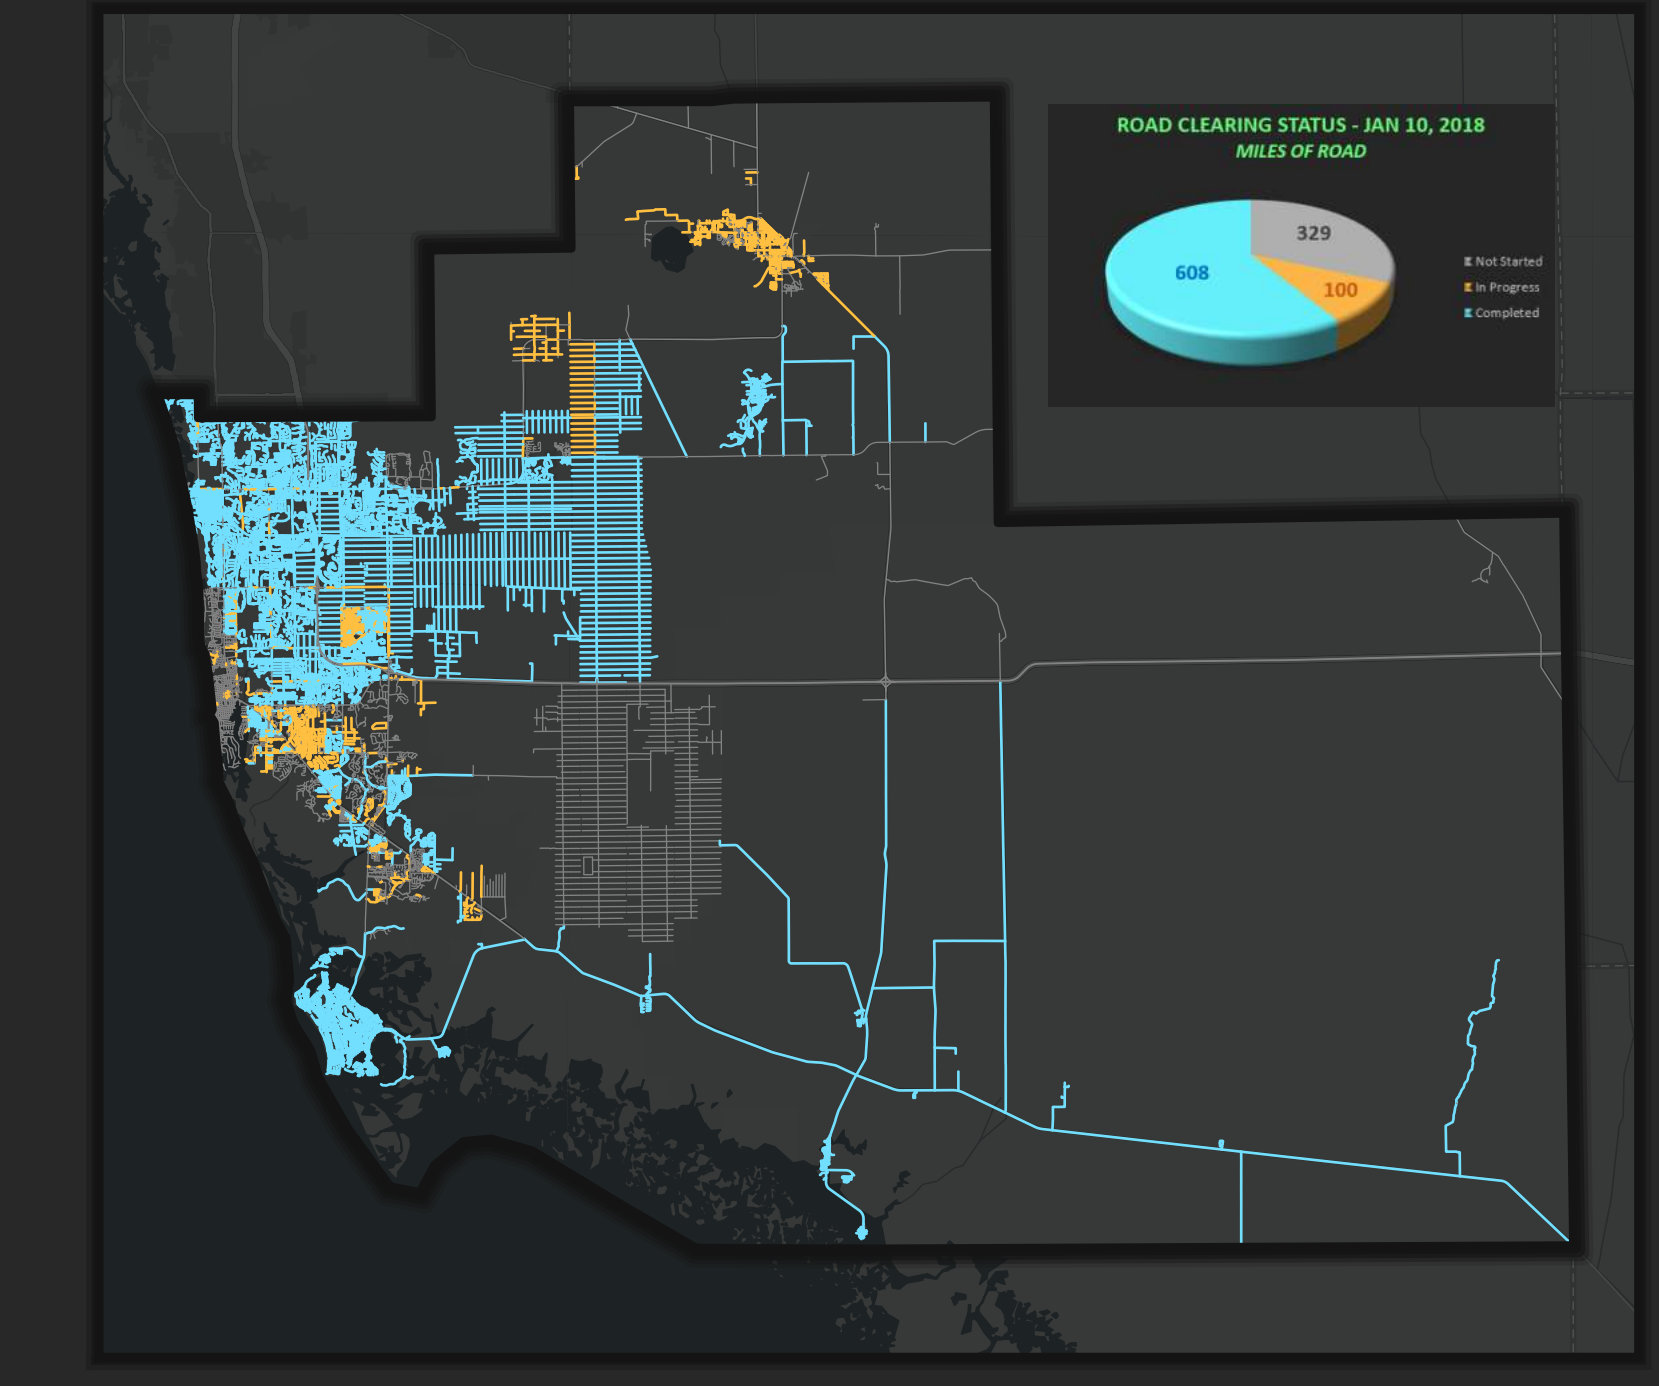 ROAD CLEARING STATUS - JAN 10, 2018
MILES OF ROAD
329
608
100
Not Started
In Progress
Completed